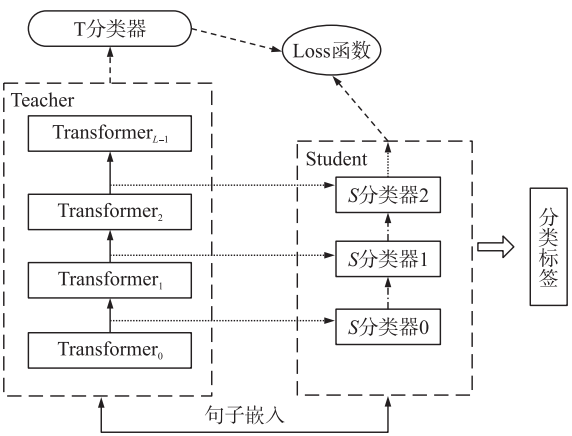 T分类器
Loss函数
Teacher
Transformer_{L-1}
Transformer_2
Transformer_1
Transformer_0
Student
S分类器2
S分类器1
S分类器0
分类标签
句子嵌入